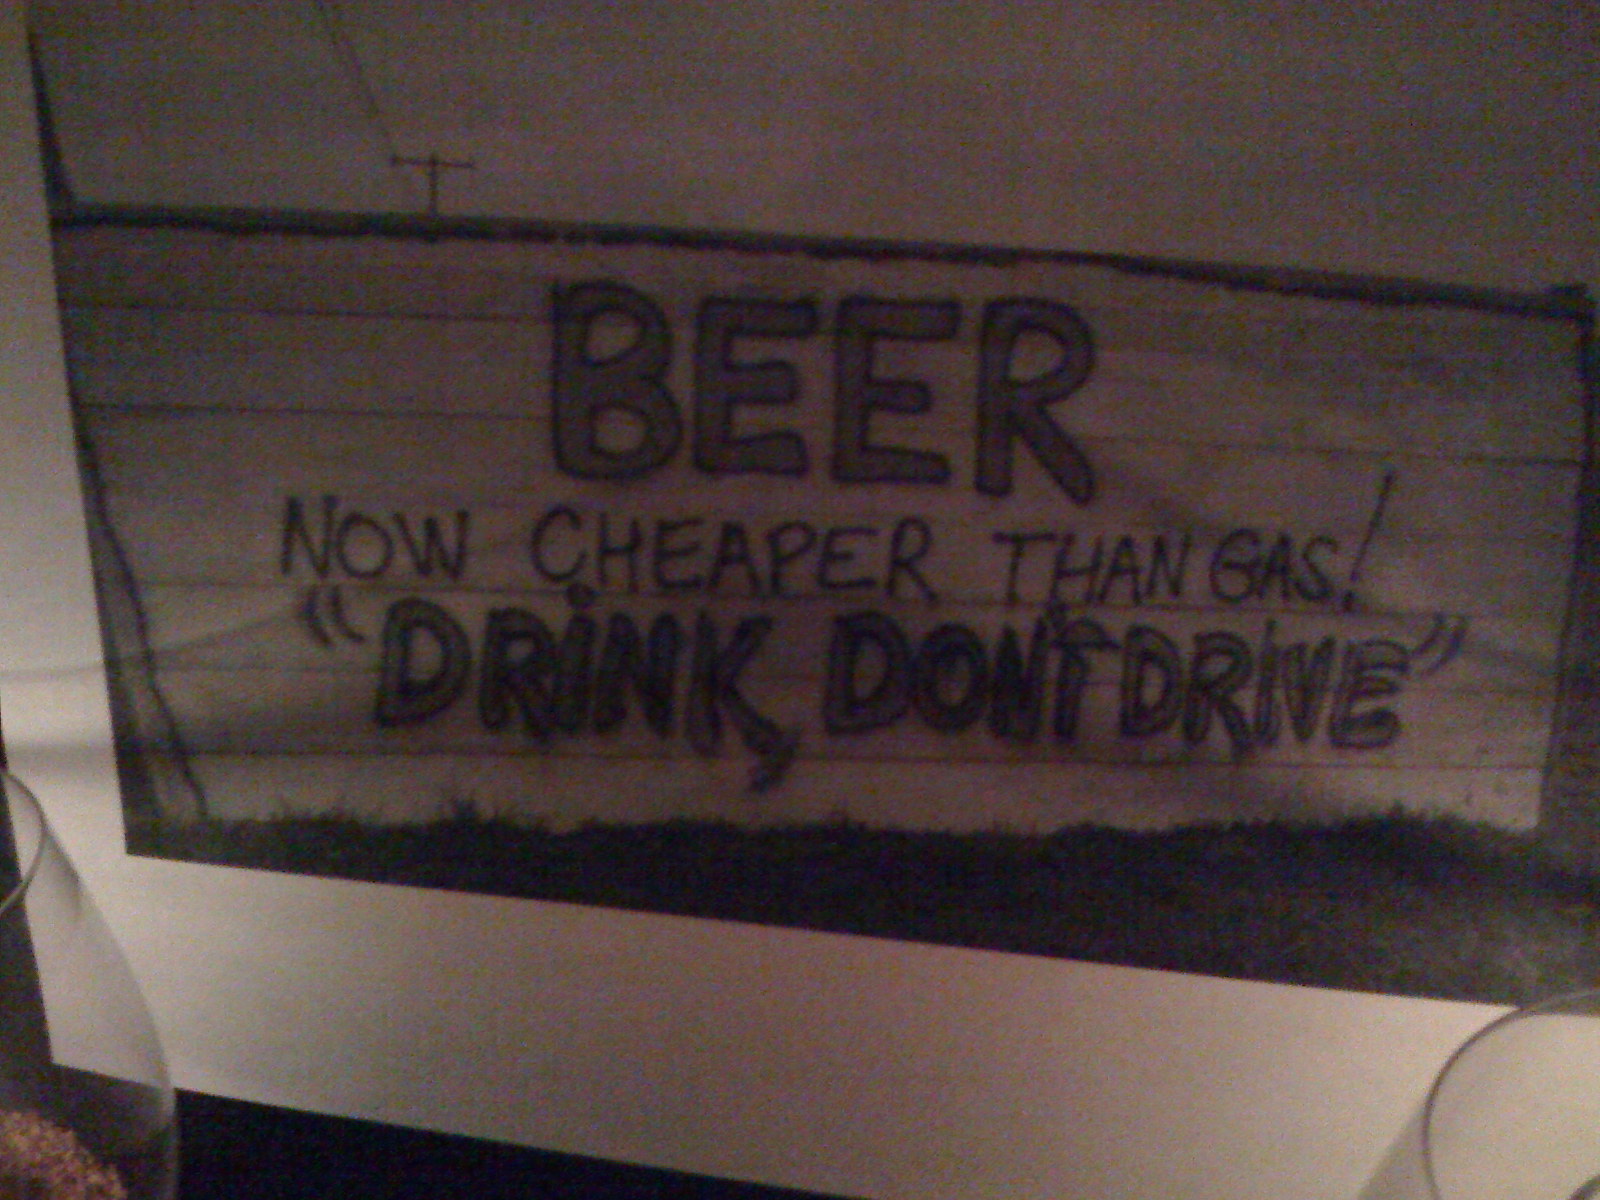 BEER
NOW CHEAPER THAN GAS!
"DRiNK, DON'T DRIVE"